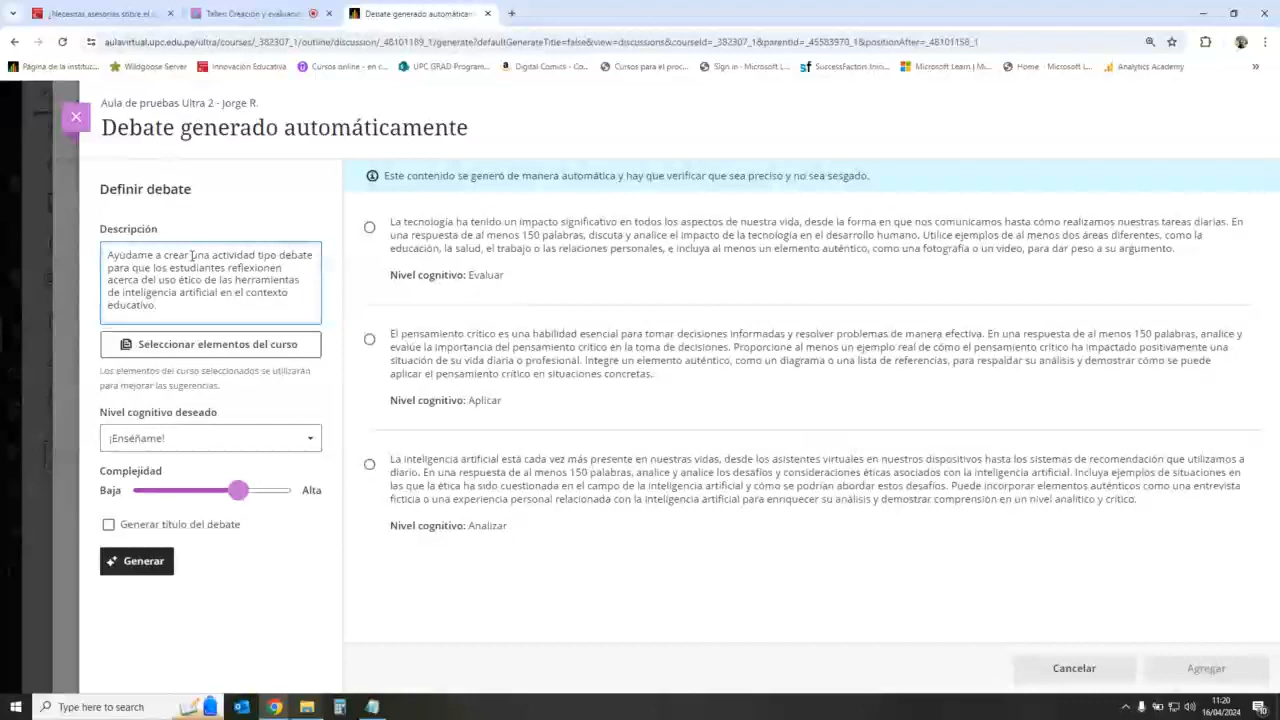 ¿Necesitas asesorías sobre el u
Taller: Creación y evaluació
Debate generado automáticam
aulavirtual.upc.edu.pe/ultra/courses/_382307_1/outline/discussion/_48101189_1/generate?defaultGenerateTitle=false&view=discussions&courseId=_382307_1&parentId=_45583970_1&positionAfter=_48101158_1
Página de la instituc...
Wildgoose Server
Innovación Educativa
Cursos online - en c...
UPC GRAD Program...
Digital Comics - Co...
Cursos para el proc...
Sign in - Microsoft L...
SuccessFactors Inno...
Microsoft Learn | Mi...
Home - Microsoft L...
Analytics Academy
»
Aula de pruebas Ultra 2 - Jorge R.
Debate generado automáticamente
Definir debate
Descripción
Ayúdame a crear una actividad tipo debate
para que los estudiantes reflexionen
acerca del uso ético de las herramientas
de inteligencia artificial en el contexto
educativo.
Seleccionar elementos del curso
Los elementos del curso seleccionados se utilizarán
para mejorar las sugerencias.
Nivel cognitivo deseado
¡Enséñame!
Complejidad
Baja
Alta
Generar título del debate
Generar
Este contenido se generó de manera automática y hay que verificar que sea preciso y no sea sesgado.
La tecnología ha tenido un impacto significativo en todos los aspectos de nuestra vida, desde la forma en que nos comunicamos hasta cómo realizamos nuestras tareas diarias. En
una respuesta de al menos 150 palabras, discuta y analice el impacto de la tecnología en el desarrollo humano. Utilice ejemplos de al menos dos áreas diferentes, como la
educación, la salud, el trabajo o las relaciones personales, e incluya al menos un elemento auténtico, como una fotografía o un video, para dar peso a su argumento.
Nivel cognitivo: Evaluar
El pensamiento crítico es una habilidad esencial para tomar decisiones informadas y resolver problemas de manera efectiva. En una respuesta de al menos 150 palabras, analice y
evalúe la importancia del pensamiento crítico en la toma de decisiones. Proporcione al menos un ejemplo real de cómo el pensamiento crítico ha impactado positivamente una
situación de su vida diaria o profesional. Integre un elemento auténtico, como un diagrama o una lista de referencias, para respaldar su análisis y demostrar cómo se puede
aplicar el pensamiento crítico en situaciones concretas.
Nivel cognitivo: Aplicar
La inteligencia artificial está cada vez más presente en nuestras vidas, desde los asistentes virtuales en nuestros dispositivos hasta los sistemas de recomendación que utilizamos a
diario. En una respuesta de al menos 150 palabras, analice y analice los desafíos y consideraciones éticas asociados con la inteligencia artificial. Incluya ejemplos de situaciones en
las que la ética ha sido cuestionada en el campo de la inteligencia artificial y cómo se podrían abordar estos desafíos. Puede incorporar elementos auténticos como una entrevista
ficticia o una experiencia personal relacionada con la inteligencia artificial para enriquecer su análisis y demostrar comprensión en un nivel analítico y crítico.
Nivel cognitivo: Analizar
Cancelar
Agregar
Type here to search
11:20
16/04/2024